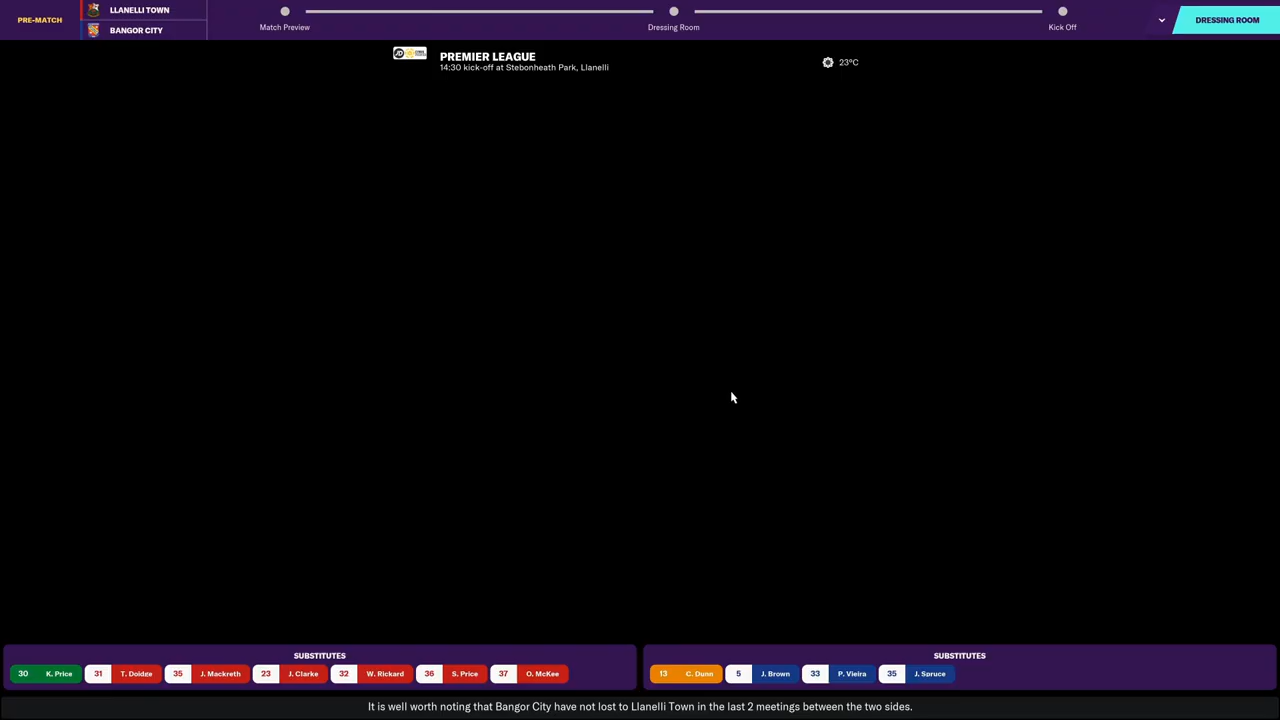 PRE-MATCH
LLANELLI TOWN
BANGOR CITY
Match Preview
Dressing Room
Kick Off
DRESSING ROOM
JD
PREMIER LEAGUE
14:30 kick-off at Stebonheath Park, Llanelli
23°C
SUBSTITUTES
30 K. Price 31 T. Doidge 35 J. Mackreth 23 J. Clarke 32 W. Rickard 36 S. Price 37 O. McKee
SUBSTITUTES
13 C. Dunn 5 J. Brown 33 P. Vieira 35 J. Spruce
It is well worth noting that Bangor City have not lost to Llanelli Town in the last 2 meetings between the two sides.